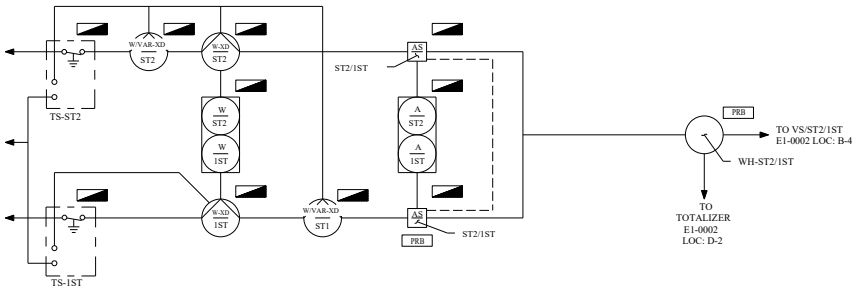 W/VAR-XD
ST2
W-XD
ST2
AS
ST2/1ST
TS-ST2
W
ST2
A
ST2
W
1ST
A
1ST
PRB
TO VS/ST2/1ST
E1-0002 LOC: B-4
WH-ST2/1ST
W-XD
1ST
W/VAR-XD
ST1
AS
ST2/1ST
PRB
TO
TOTALIZER
E1-0002
LOC: D-2
TS-1ST